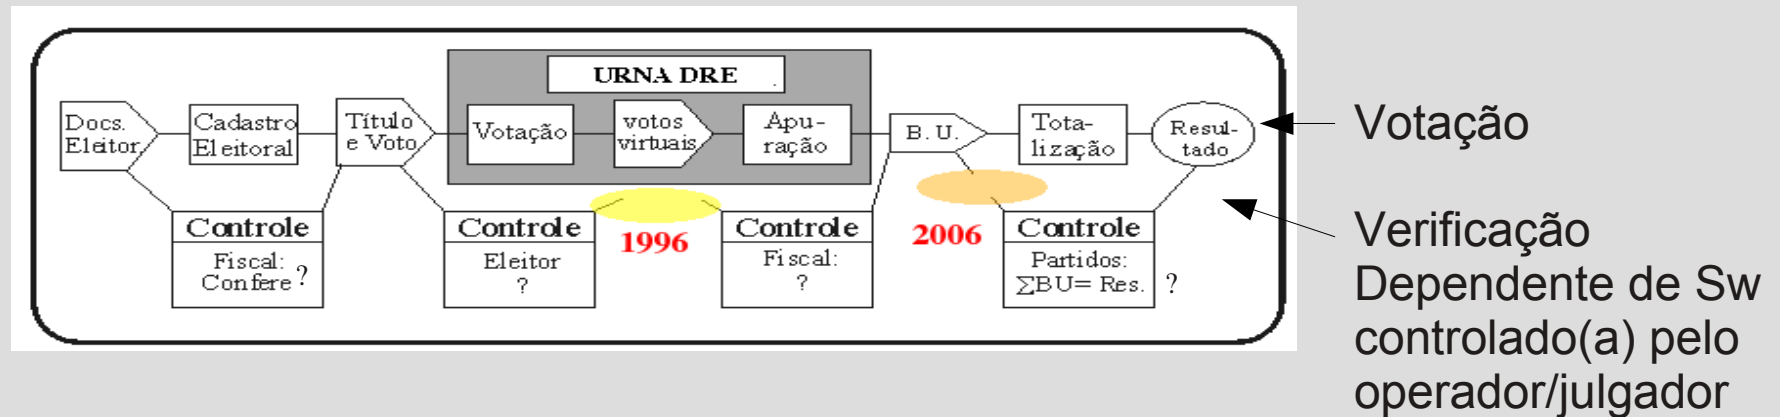 URNA DRE
Docs.
Eleitor
Cadastro
Eleitoral
Título
e Voto
Votação
votos
virtuais
Apu-
ração
B. U.
Tota-
lização
Resul-
tado
Controle
Fiscal:
Confere ?
Controle
Eleitor
?
1996
Controle
Fiscal:
?
2006
Controle
Partidos:
∑BU= Res. ?
Votação
Verificação
Dependente de Sw
controlado(a) pelo
operador/julgador